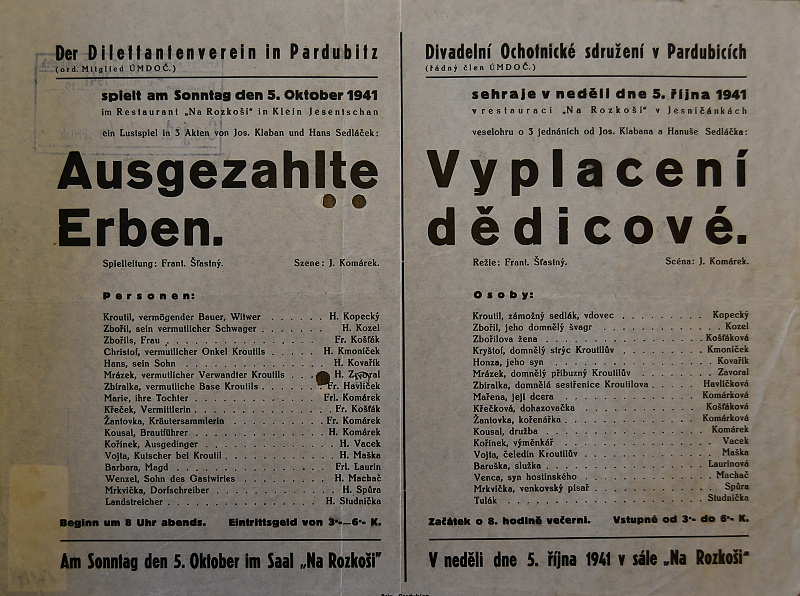 Der Dilettantenverein in Pardubitz
(ord. Mitglied ÚMDOČ.)
spielt am Sonntag den 5. Oktober 1941
im Restaurant „Na Rozkoši“ in Klein Jesentschan
ein Lustspiel in 3 Akten von Jos. Klaban und Hans Sedláček:
Ausgezahlte
Erben.
Spielleitung: Frant. Šťastný. Szene: J. Komárek.
Personen:
Kroutil, vermögender Bauer, Witwer . . . . . . H. Kopecký
Zbořil, sein vermutlicher Schwager . . . . . . H. Kozel
Zbořils, Frau . . . . . . Fr. Košťák
Christof, vermutlicher Onkel Kroutils . . . . . . H. Kmoníček
Hans, sein Sohn . . . . . . H. Kovařík
Mrázek, vermutlicher Verwandter Kroutils . . . H. Zavoral
Zbíralka, vermutliche Base Kroutils . . . . . . Fr. Havlíček
Marie, ihre Tochter . . . . . . Frl. Komárek
Křeček, Vermittlerin . . . . . . Fr. Košťák
Žantovka, Kräutersammlerin . . . . . . Fr. Komárek
Kousal, Brautführer . . . . . . H. Komárek
Kořínek, Ausgedinger . . . . . . H. Vacek
Vojta, Kutscher bei Kroutil . . . . . . H. Maška
Barbara, Magd . . . . . . Frl. Laurin
Wenzel, Sohn des Gastwirtes . . . . . . H. Machač
Mrkvička, Dorfschreiber . . . . . . H. Spůra
Landstreicher . . . . . . H. Studnička
Beginn um 8 Uhr abends. Eintrittsgeld von 3·-—6·- K.
Am Sonntag den 5. Oktober im Saal „Na Rozkoši“
Divadelní Ochotnické sdružení v Pardubicích
(řádný člen ÚMDOČ.)
sehraje v neděli dne 5. října 1941
v restauraci „Na Rozkoši“ v Jesničánkách
veselohru o 3 jednáních od Jos. Klabana a Hanuše Sedláčka:
Vyplacení
dědicové.
Režie: Frant. Šťastný. Scéna: J. Komárek.
Osoby:
Kroutil, zámožný sedlák, vdovec . . . . . . Kopecký
Zbořil, jeho domnělý švagr . . . . . . Kozel
Zbořilova žena . . . . . . Košťáková
Kryštof, domnělý strýc Kroutilův . . . . . . Kmoníček
Honza, jeho syn . . . . . . Kovařík
Mrázek, domnělý příbuzný Kroutilův . . . . . . Zavoral
Zbíralka, domnělá sestřenice Kroutilova . . . . . . Havlíčková
Mařena, její dcera . . . . . . Komárková
Křečková, dohazovačka . . . . . . Košťáková
Žantovka, kořenářka . . . . . . Komárková
Kousal, družba . . . . . . Komárek
Kořínek, výměnkář . . . . . . Vacek
Vojta, čeledín Kroutilův . . . . . . Maška
Baruška, služka . . . . . . Laurinová
Venca, syn hostinského . . . . . . Machač
Mrkvička, venkovský písař . . . . . . Spůra
Tulák . . . . . . Studnička
Začátek o 8. hodině večerní. Vstupné od 3·- do 6·- K.
V neděli dne 5. října 1941 v sále „Na Rozkoši“